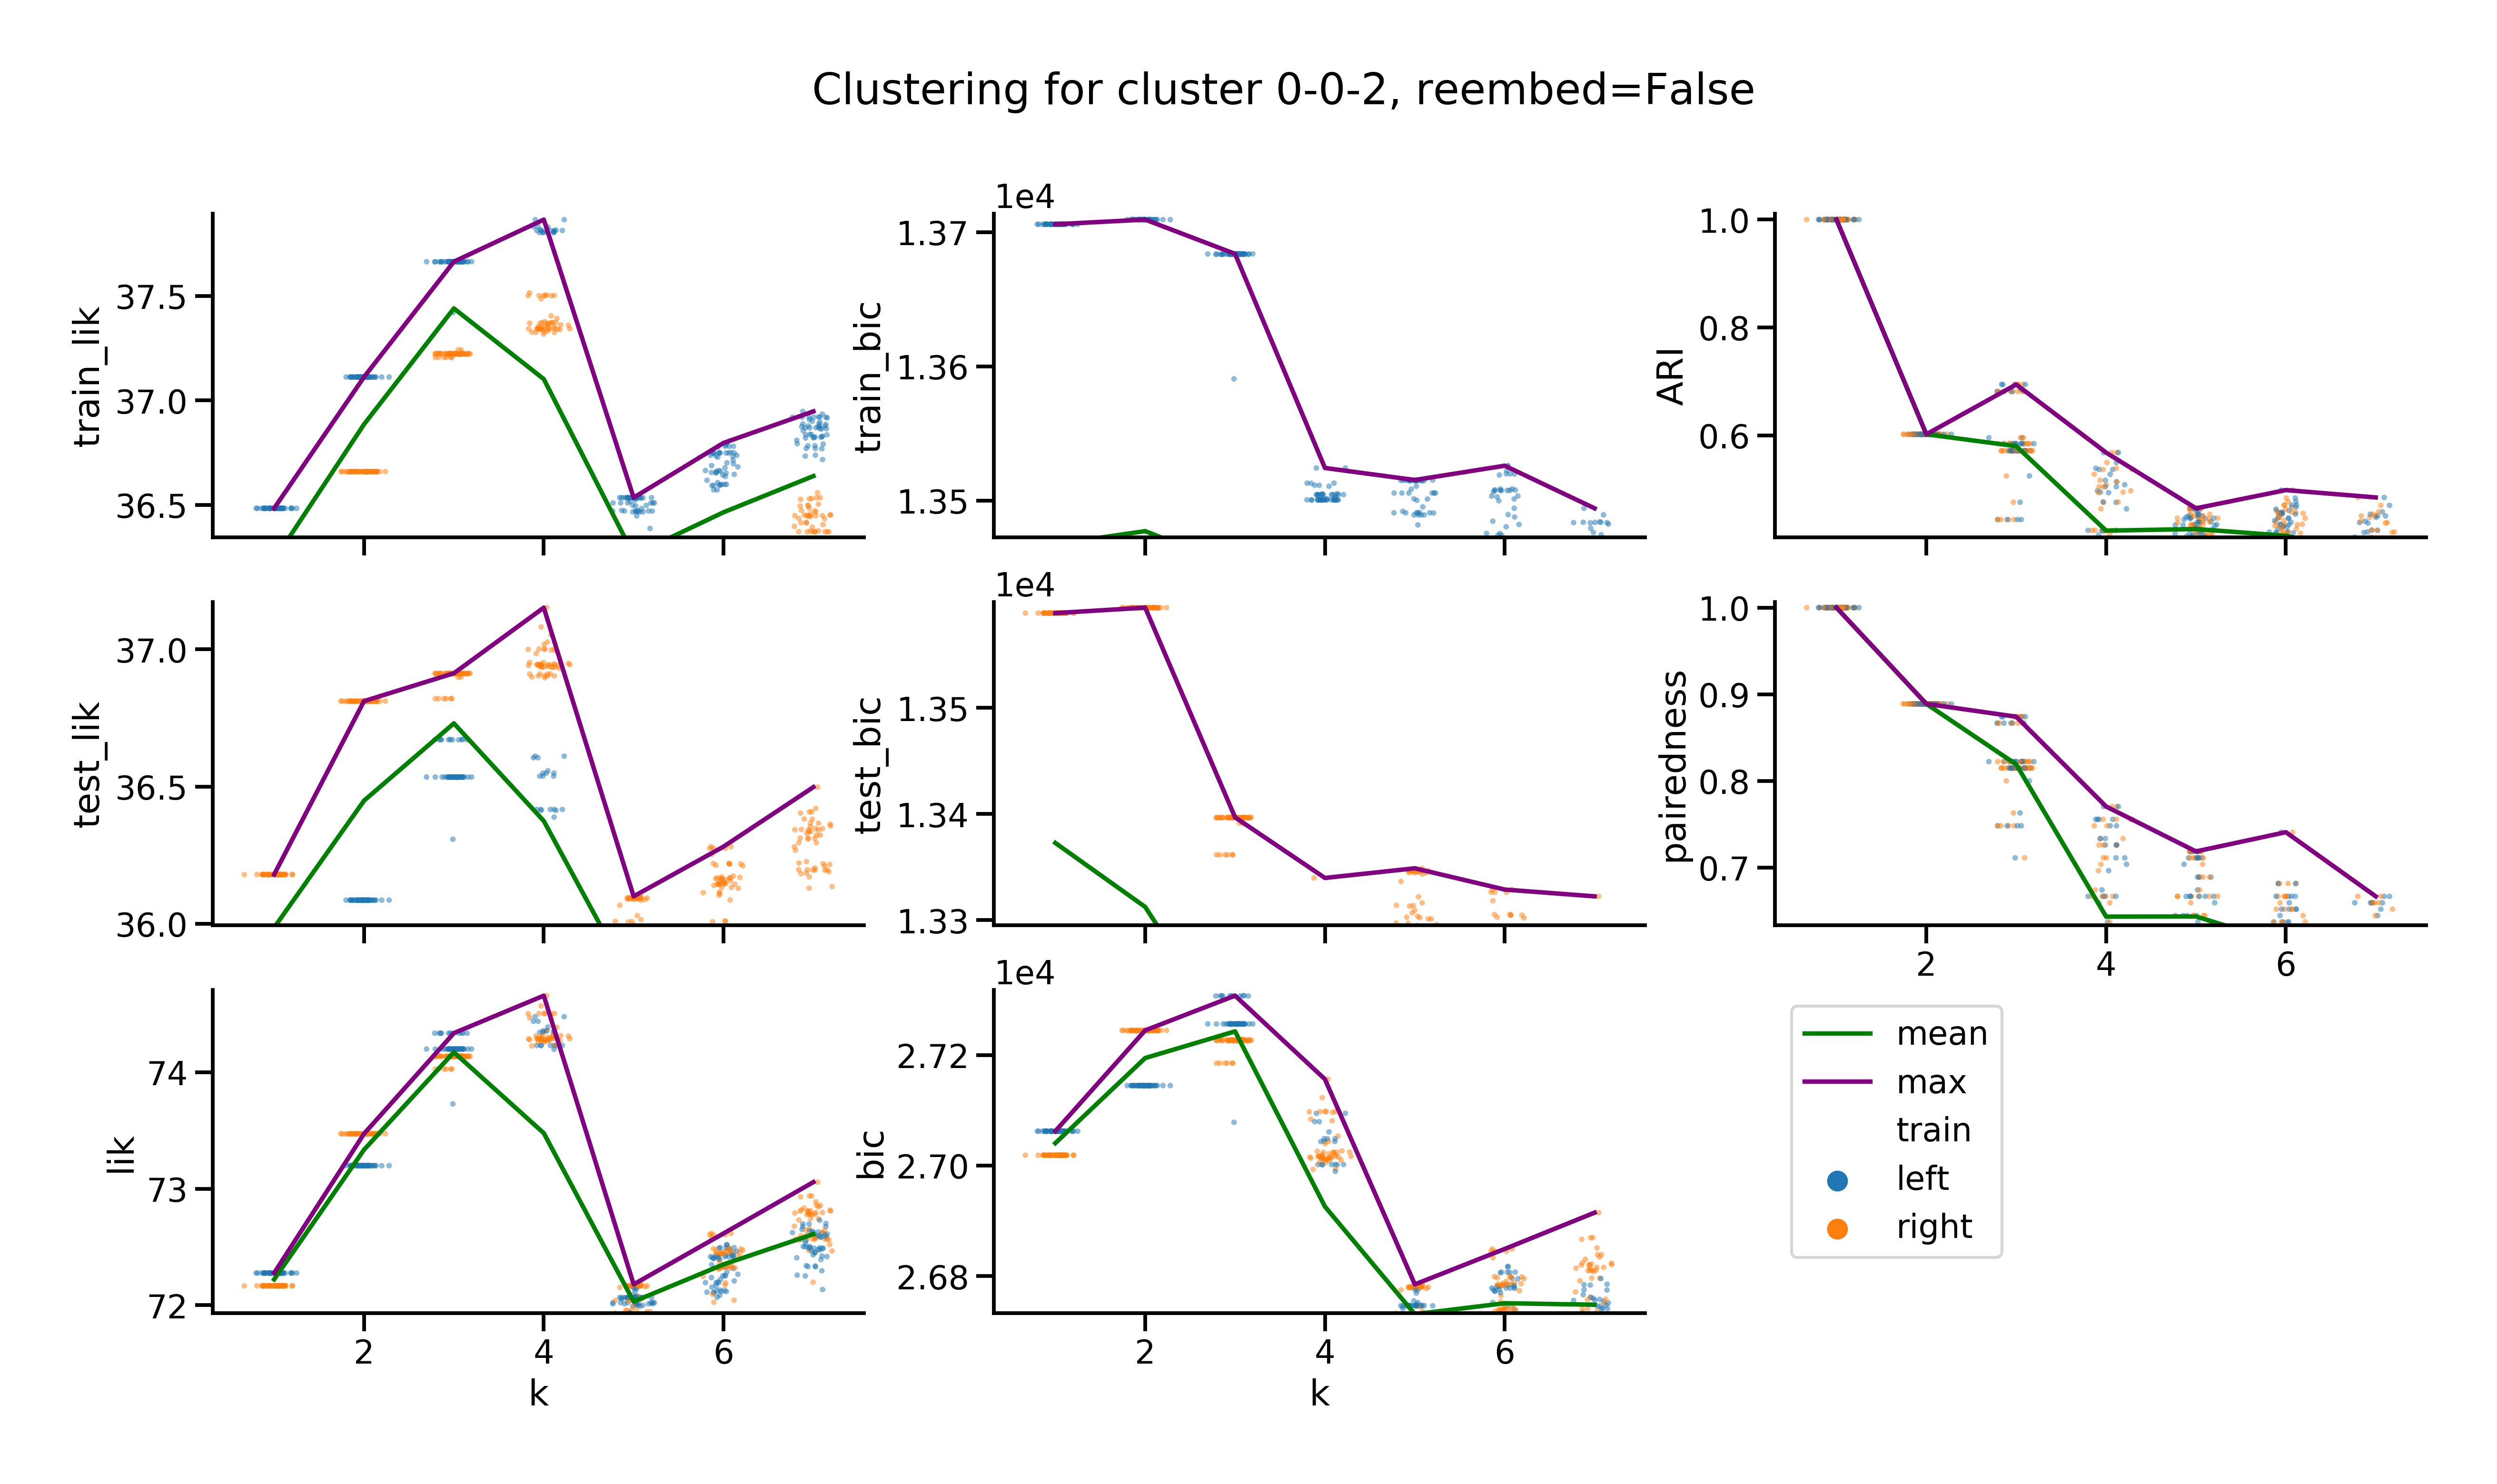 Clustering for cluster 0-0-2, reembed=False
train_lik
37.5
37.0
36.5
1e4
train_bic
1.37
1.36
1.35
ARI
1.0
0.8
0.6
test_lik
37.0
36.5
36.0
1e4
test_bic
1.35
1.34
1.33
pairedness
1.0
0.9
0.8
0.7
2 4 6
lik
74
73
72
2 4 6
k
1e4
bic
2.72
2.70
2.68
2 4 6
k
mean
max
train
left
right